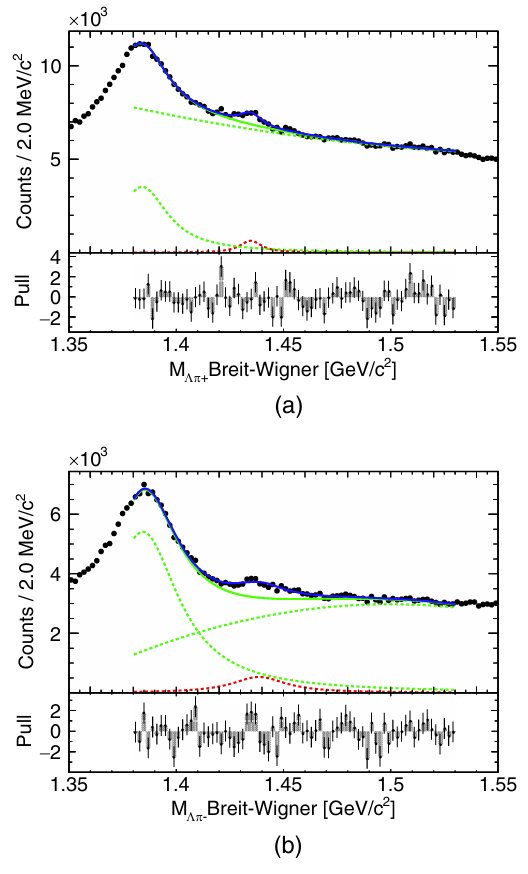 ×10³
10
5
Counts / 2.0 MeV/c²
4
2
0
−2
Pull
1.35 1.4 1.45 1.5 1.55
M_Λπ+ Breit-Wigner [GeV/c²]
(a)
×10³
6
4
2
Counts / 2.0 MeV/c²
2
0
−2
Pull
1.35 1.4 1.45 1.5 1.55
M_Λπ- Breit-Wigner [GeV/c²]
(b)